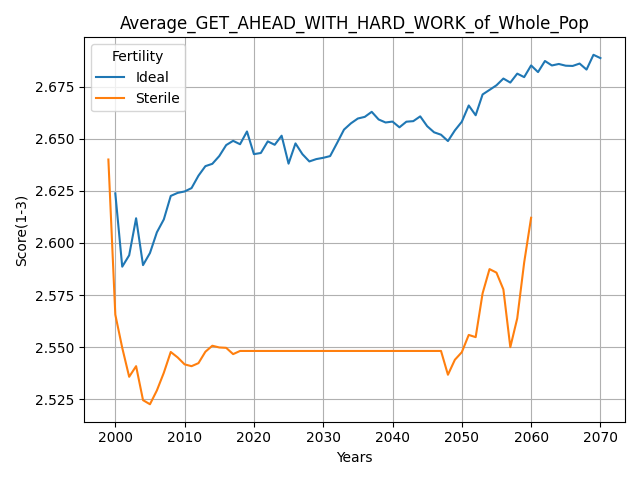 Average_GET_AHEAD_WITH_HARD_WORK_of_Whole_Pop
Fertility
Ideal
Sterile
Score(1-3)
2.675
2.650
2.625
2.600
2.575
2.550
2.525
2000 2010 2020 2030 2040 2050 2060 2070
Years